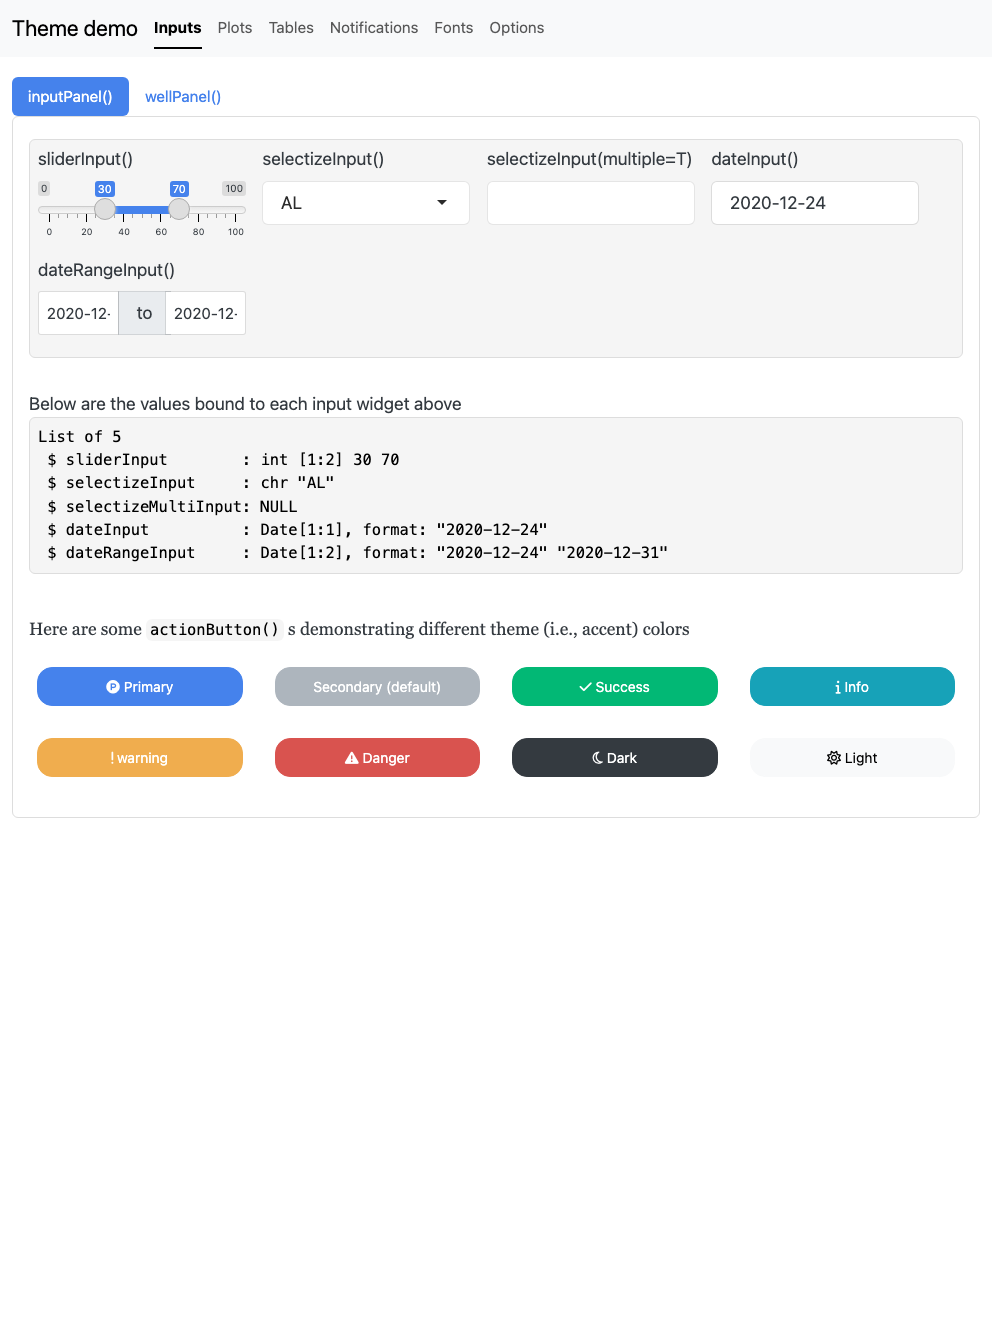 Theme demo Inputs Plots Tables Notifications Fonts Options
inputPanel() wellPanel()
sliderInput() selectizeInput() selectizeInput(multiple=T) dateInput()
0 30 70 100
AL 2020-12-24
0 20 40 60 80 100
dateRangeInput()
2020-12- to 2020-12-
Below are the values bound to each input widget above
List of 5
$ sliderInput : int [1:2] 30 70
$ selectizeInput : chr "AL"
$ selectizeMultiInput: NULL
$ dateInput : Date[1:1], format: "2020-12-24"
$ dateRangeInput : Date[1:2], format: "2020-12-24" "2020-12-31"
Here are some actionButton() s demonstrating different theme (i.e., accent) colors
Primary Secondary (default) Success Info
warning Danger Dark Light